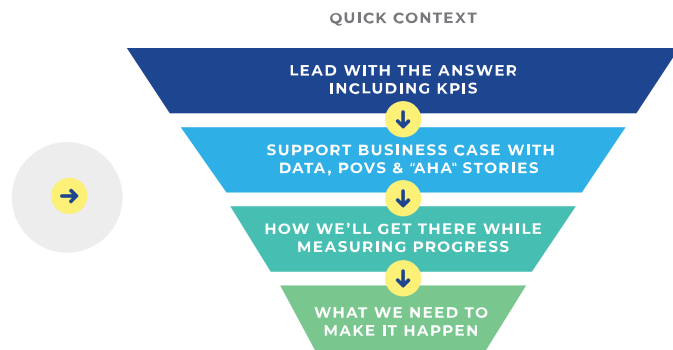 QUICK CONTEXT
LEAD WITH THE ANSWER
INCLUDING KPIS
SUPPORT BUSINESS CASE WITH
DATA, POVS & "AHA" STORIES
HOW WE'LL GET THERE WHILE
MEASURING PROGRESS
WHAT WE NEED TO
MAKE IT HAPPEN